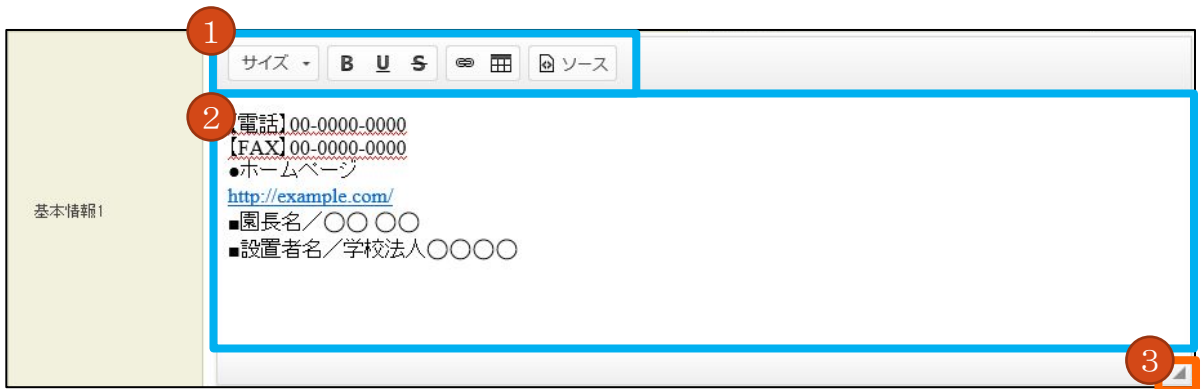 1
サイズ B U S ソース
2
【電話】00-0000-0000
【FAX】00-0000-0000
●ホームページ
http://example.com/
基本情報1
■園長名／〇〇 〇〇
■設置者名／学校法人〇〇〇〇
3